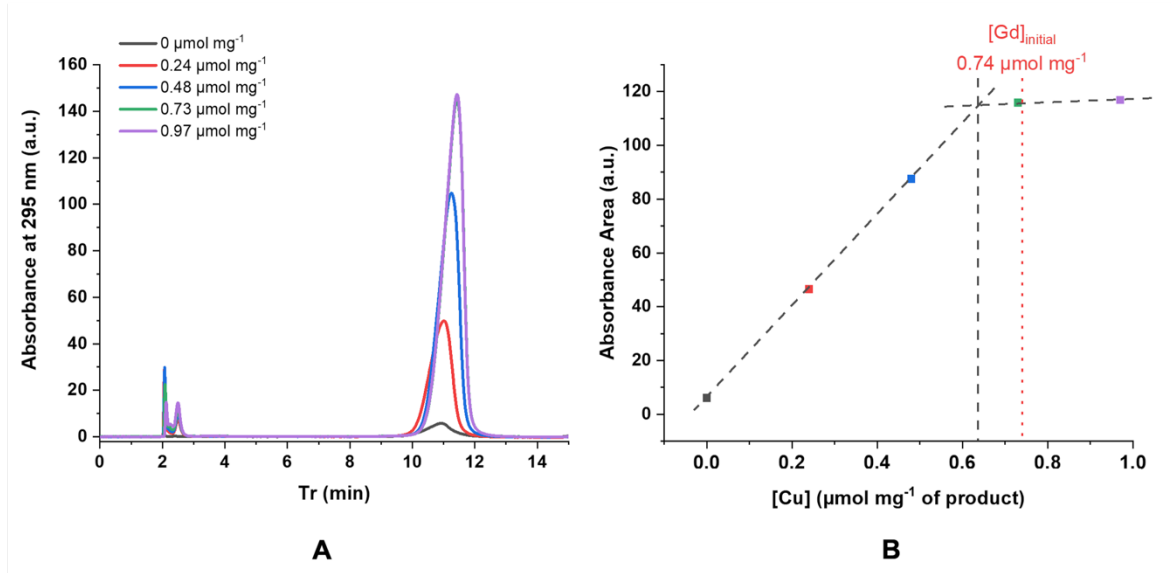 0 µmol mg⁻¹
0.24 µmol mg⁻¹
0.48 µmol mg⁻¹
0.73 µmol mg⁻¹
0.97 µmol mg⁻¹
160
140
120
100
80
60
40
20
0
Absorbance at 295 nm (a.u.)
0 2 4 6 8 10 12 14
Tr (min)
A
[Gd]initial
0.74 µmol mg⁻¹
120
100
80
60
40
20
0
Absorbance Area (a.u.)
0.0 0.2 0.4 0.6 0.8 1.0
[Cu] (µmol mg⁻¹ of product)
B